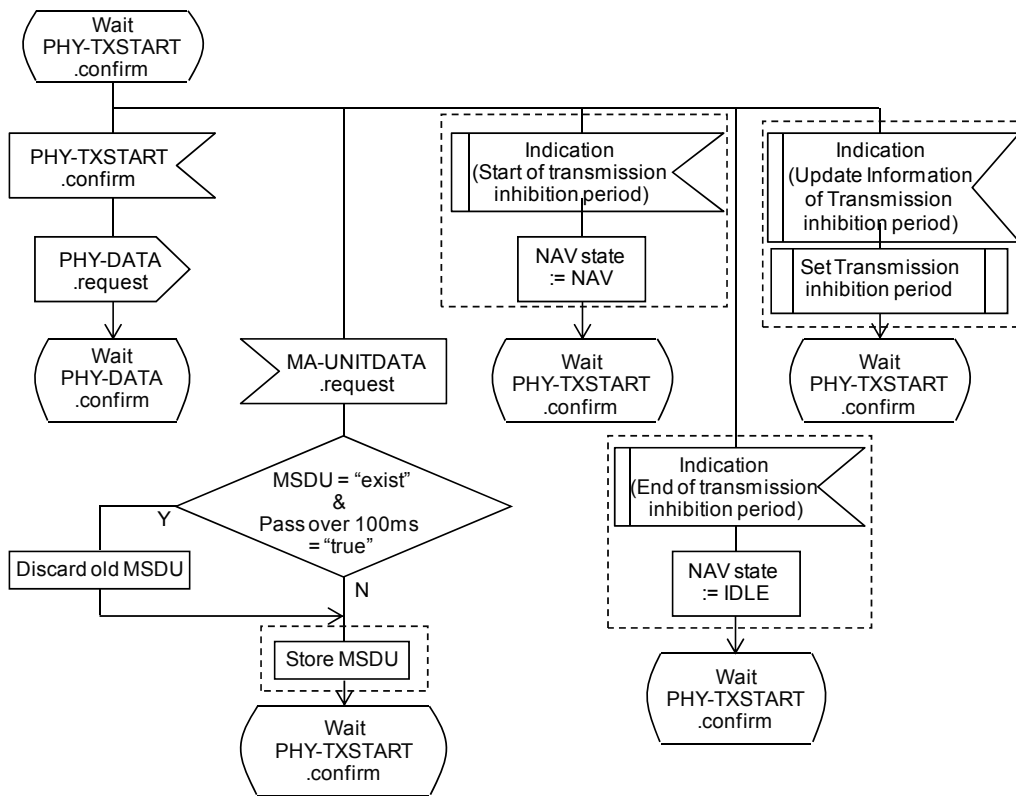 Wait
PHY-TXSTART
.confirm
PHY-TXSTART
.confirm
PHY-DATA
.request
Wait
PHY-DATA
.confirm
MA-UNITDATA
.request
MSDU = “exist”
&
Pass over 100ms
= “true”
Y
N
Discard old MSDU
Store MSDU
Wait
PHY-TXSTART
.confirm
Indication
(Start of transmission
inhibition period)
NAV state
:= NAV
Wait
PHY-TXSTART
.confirm
Indication
(End of transmission
inhibition period)
NAV state
:= IDLE
Wait
PHY-TXSTART
.confirm
Indication
(Update Information
of Transmission
inhibition period)
Set Transmission
inhibition period
Wait
PHY-TXSTART
.confirm